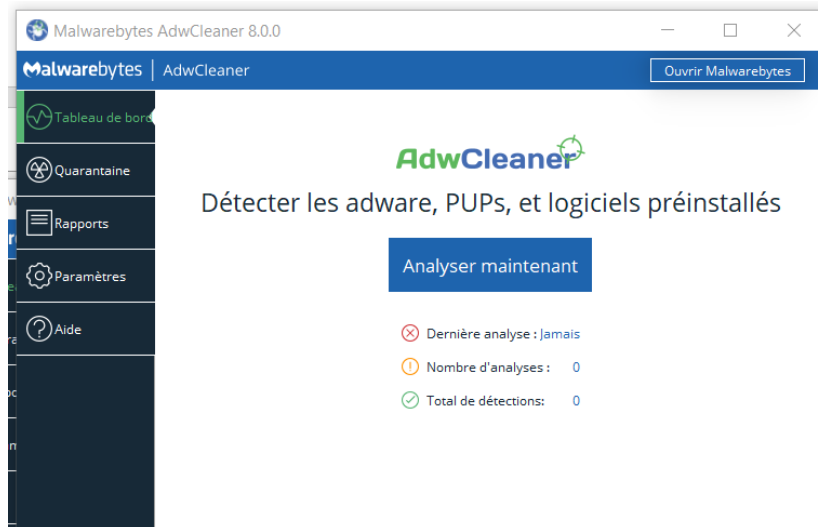 Malwarebytes AdwCleaner 8.0.0
Malwarebytes | AdwCleaner
Ouvrir Malwarebytes
Tableau de bord
Quarantaine
Rapports
Paramètres
Aide
AdwCleaner
Détecter les adware, PUPs, et logiciels préinstallés
Analyser maintenant
Dernière analyse : Jamais
Nombre d'analyses : 0
Total de détections: 0